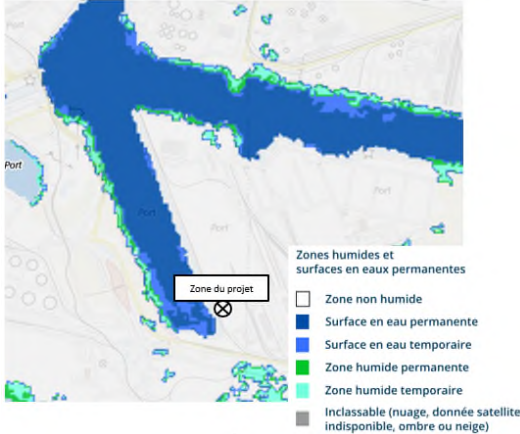 Port
Port
Port
Port
Zone du projet
Zones humides et
surfaces en eaux permanentes
Zone non humide
Surface en eau permanente
Surface en eau temporaire
Zone humide permanente
Zone humide temporaire
Inclassable (nuage, donnée satellite
indisponible, ombre ou neige)